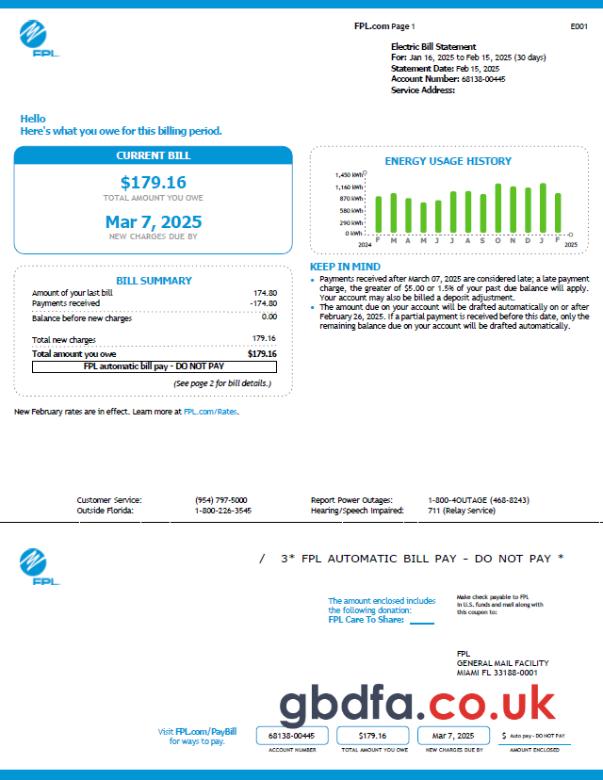 FPL
FPL.com Page 1
E001
Electric Bill Statement
For: Jan 16, 2025 to Feb 15, 2025 (30 days)
Statement Date: Feb 15, 2025
Account Number: 68138-00445
Service Address:
Hello
Here's what you owe for this billing period.
CURRENT BILL
$179.16
TOTAL AMOUNT YOU OWE
Mar 7, 2025
NEW CHARGES DUE BY
BILL SUMMARY
Amount of your last bill 174.80
Payments received -174.80
Balance before new charges 0.00
Total new charges 179.16
Total amount you owe $179.16
FPL automatic bill pay - DO NOT PAY
(See page 2 for bill details.)
New February rates are in effect. Learn more at FPL.com/Rates.
ENERGY USAGE HISTORY
1,450 kWh
1,160 kWh
870 kWh
580 kWh
290 kWh
0 kWh
F M A M J J A S O N D J F
2024 2025
KEEP IN MIND
• Payments received after March 07, 2025 are considered late; a late payment
charge, the greater of $5.00 or 1.5% of your past due balance will apply.
Your account may also be billed a deposit adjustment.
• The amount due on your account will be drafted automatically on or after
February 26, 2025. If a partial payment is received before this date, only the
remaining balance due on your account will be drafted automatically.
Customer Service: (954) 797-5000
Outside Florida: 1-800-226-3545
Report Power Outages: 1-800-4OUTAGE (468-8243)
Hearing/Speech Impaired: 711 (Relay Service)
FPL
/ 3* FPL AUTOMATIC BILL PAY - DO NOT PAY *
The amount enclosed includes
the following donation:
FPL Care To Share:
Make check payable to FPL
in U.S. funds and mail along with
this coupon to:
FPL
GENERAL MAIL FACILITY
MIAMI FL 33188-0001
gbdfa.co.uk
Visit FPL.com/PayBill
for ways to pay.
68138-00445
ACCOUNT NUMBER
$179.16
TOTAL AMOUNT YOU OWE
Mar 7, 2025
NEW CHARGES DUE BY
$ Auto pay - DO NOT PAY
AMOUNT ENCLOSED